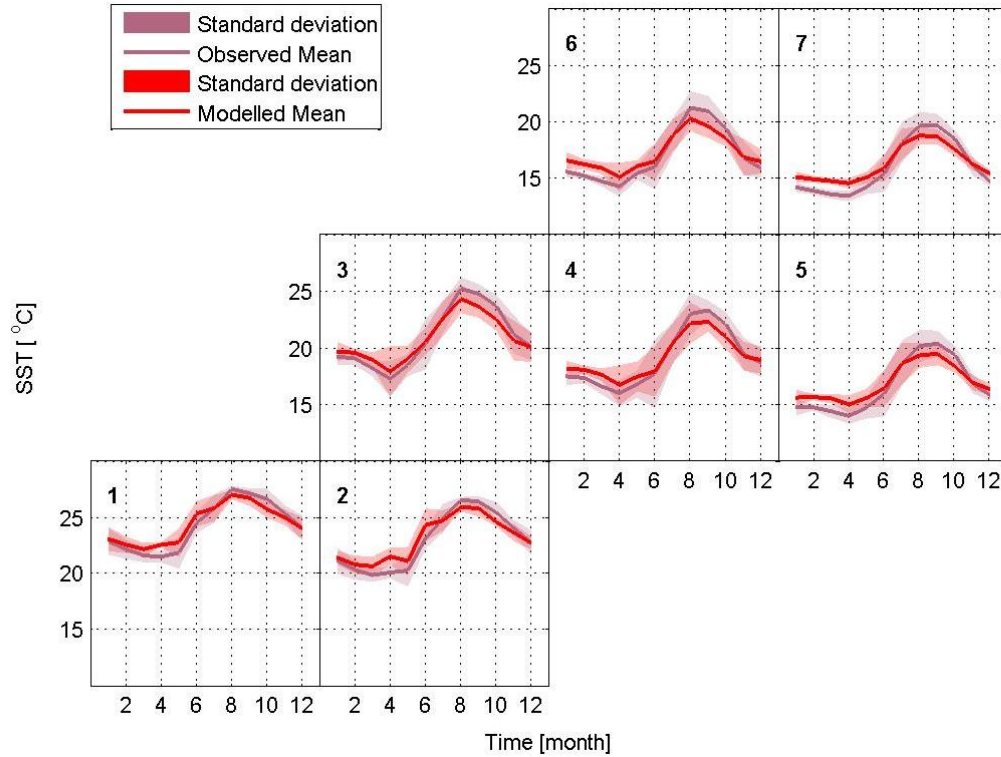 Standard deviation
Observed Mean
Standard deviation
Modelled Mean
6
7
25
20
15
3
4
5
25
20
15
2 4 6 8 10 12
2 4 6 8 10 12
1
2
25
20
15
2 4 6 8 10 12
2 4 6 8 10 12
SST [ °C]
Time [month]